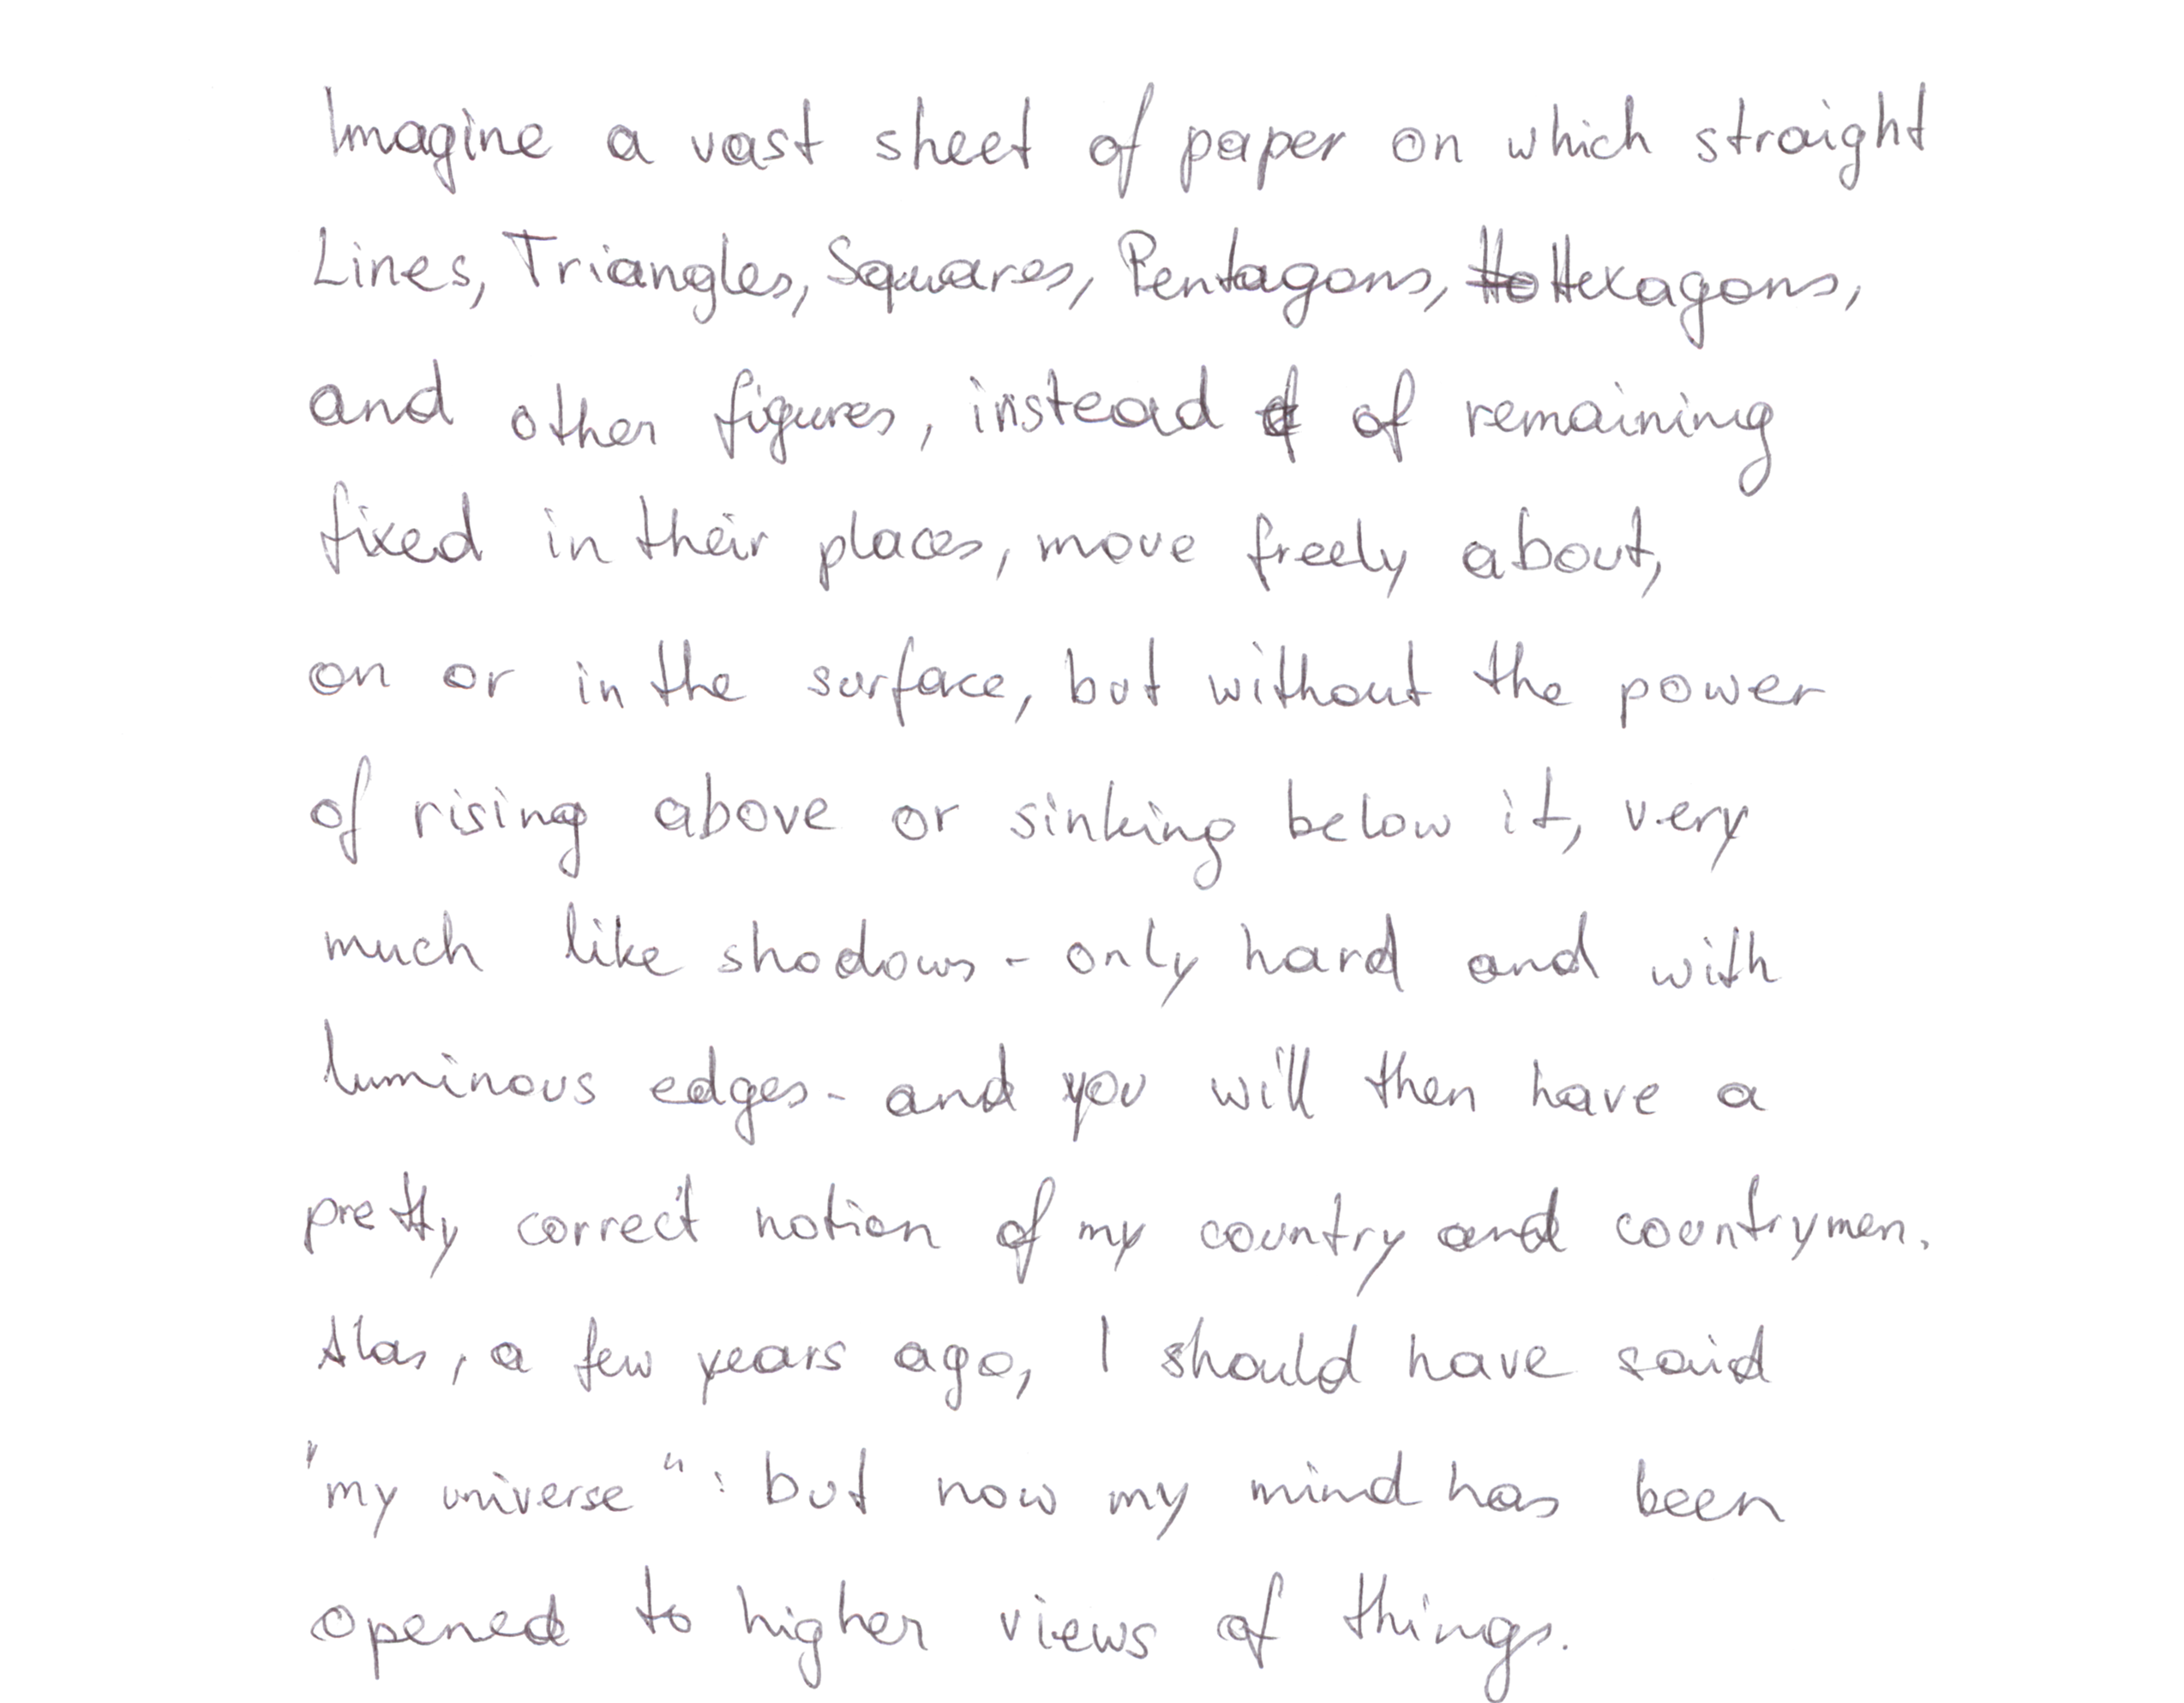 Imagine a vast sheet of paper on which straight
Lines, Triangles, Squares, Pentagons, Hexagons,
and other figures, instead of remaining
fixed in their places, move freely about,
on or in the surface, but without the power
of rising above or sinking below it, very
much like shadows - only hard and with
luminous edges - and you will then have a
pretty correct notion of my country and countrymen.
Alas, a few years ago, I should have said
"my universe": but now my mind has been
opened to higher views of things.